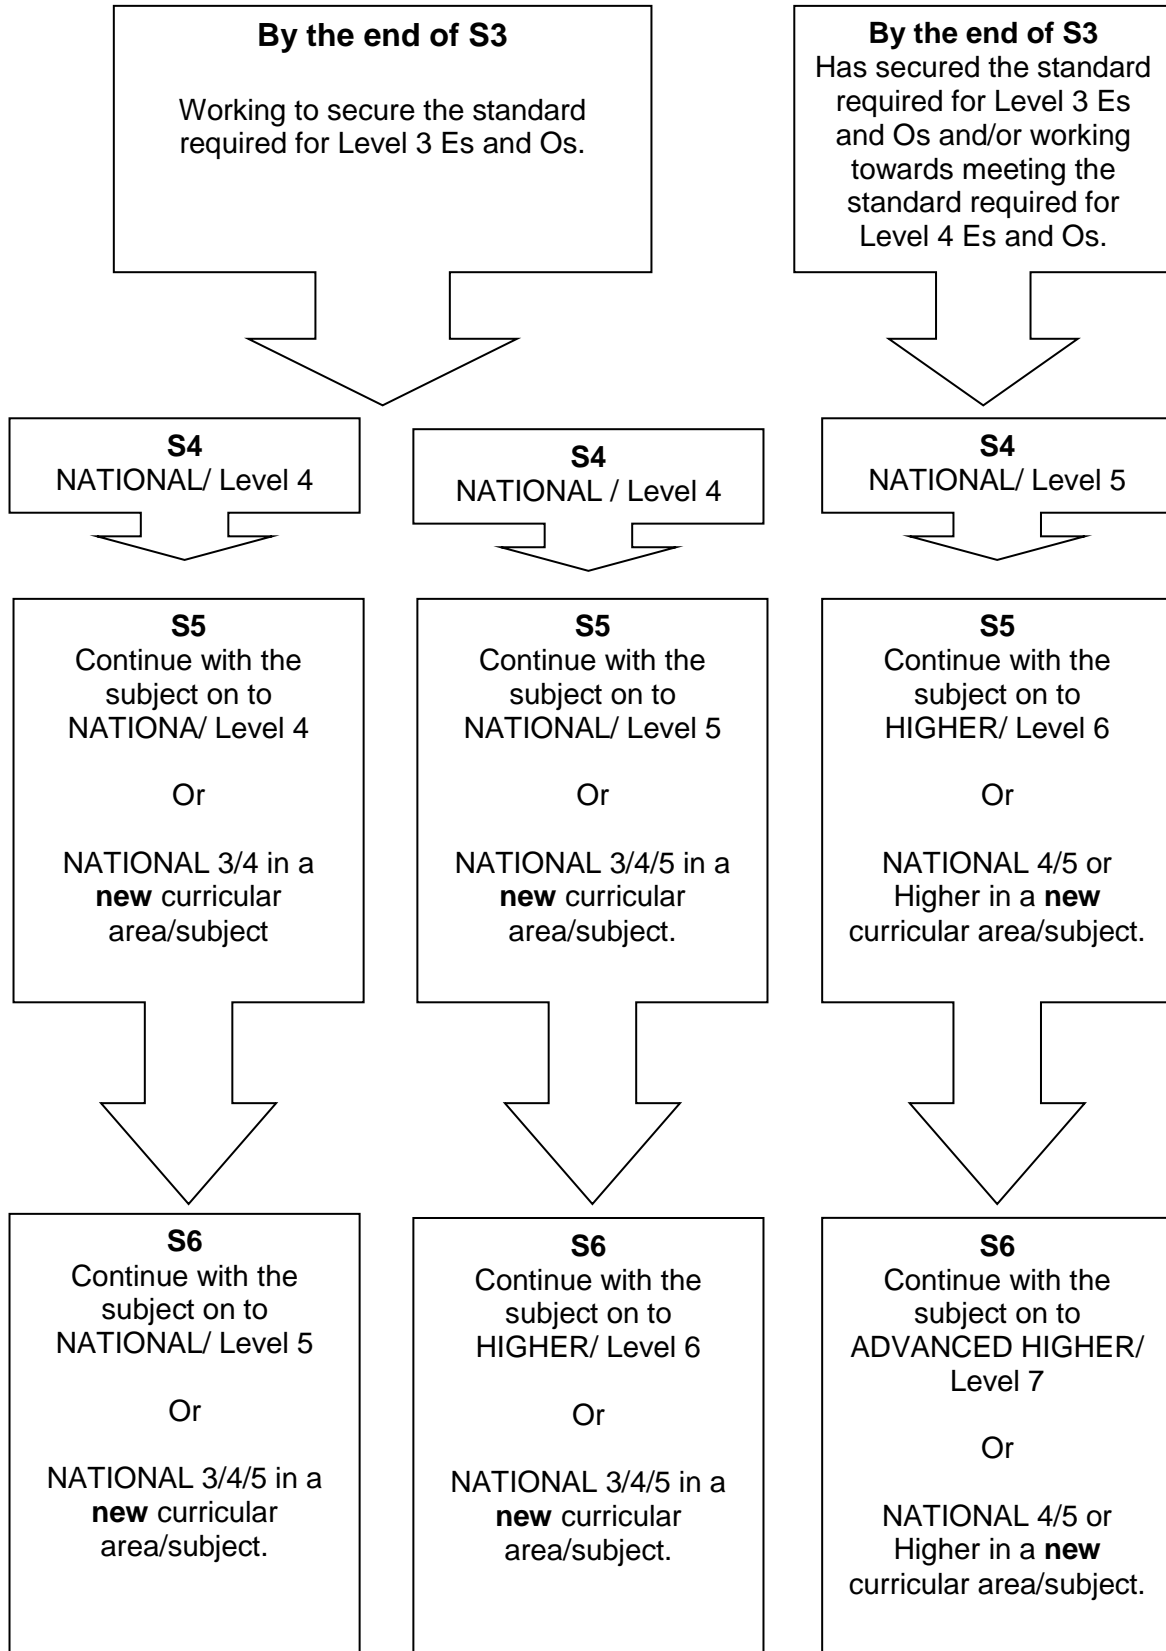 By the end of S3
Working to secure the standard
required for Level 3 Es and Os.
By the end of S3
Has secured the standard
required for Level 3 Es
and Os and/or working
towards meeting the
standard required for
Level 4 Es and Os.
S4
NATIONAL/ Level 4
S4
NATIONAL / Level 4
S4
NATIONAL/ Level 5
S5
Continue with the
subject on to
NATIONA/ Level 4
Or
NATIONAL 3/4 in a
new curricular
area/subject
S5
Continue with the
subject on to
NATIONAL/ Level 5
Or
NATIONAL 3/4/5 in a
new curricular
area/subject.
S5
Continue with the
subject on to
HIGHER/ Level 6
Or
NATIONAL 4/5 or
Higher in a new
curricular area/subject.
S6
Continue with the
subject on to
NATIONAL/ Level 5
Or
NATIONAL 3/4/5 in a
new curricular
area/subject.
S6
Continue with the
subject on to
HIGHER/ Level 6
Or
NATIONAL 3/4/5 in a
new curricular
area/subject.
S6
Continue with the
subject on to
ADVANCED HIGHER/
Level 7
Or
NATIONAL 4/5 or
Higher in a new
curricular area/subject.